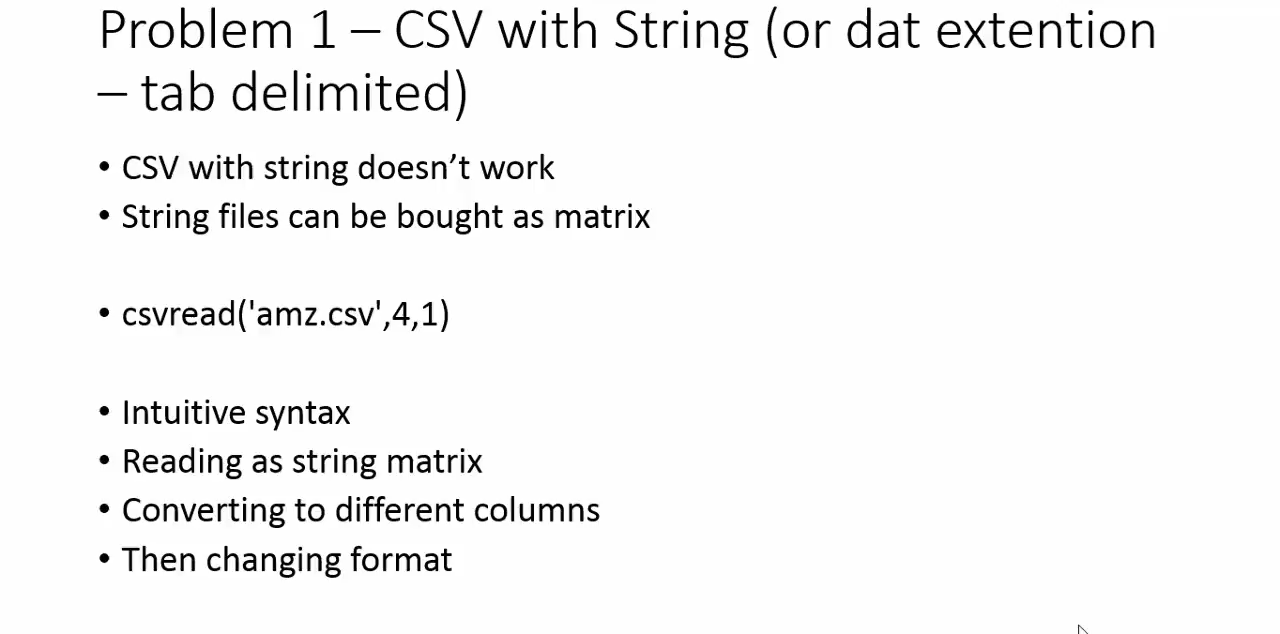 Problem 1 – CSV with String (or dat extention
– tab delimited)
• CSV with string doesn’t work
• String files can be bought as matrix
• csvread('amz.csv',4,1)
• Intuitive syntax
• Reading as string matrix
• Converting to different columns
• Then changing format